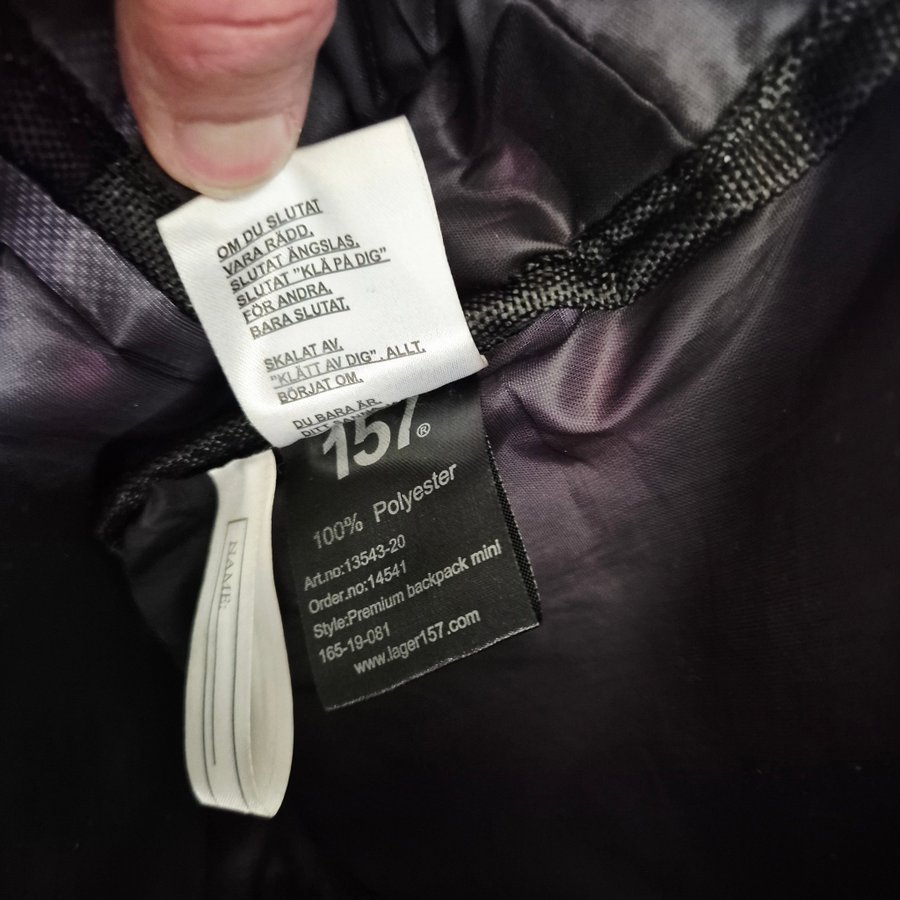 OM DU SLUTAT
VARA RÄDD.
SLUTAT ÄNGSLAS.
SLUTAT "KLÄ PÅ DIG"
FÖR ANDRA.
BARA SLUTAT.
SKALAT AV.
"KLÄTT AV DIG". ALLT.
BÖRJAT OM.
DU BARA ÄR.
DITT
157®
100% Polyester
Art.no:13543-20
Order.no:14541
Style:Premium backpack mini
165-19-081
www.lager157.com
NAME: